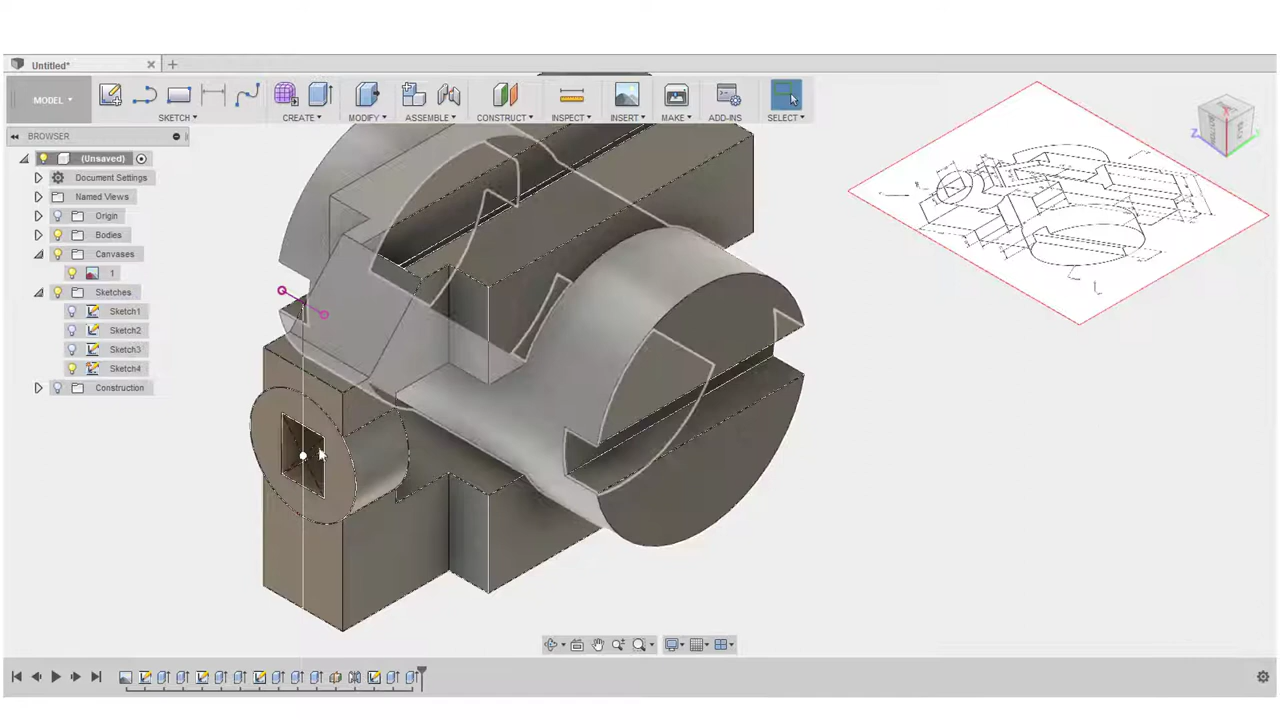 Untitled*
MODEL
SKETCH
CREATE
MODIFY
ASSEMBLE
CONSTRUCT
INSPECT
INSERT
MAKE
ADD-INS
SELECT
BROWSER
(Unsaved)
Document Settings
Named Views
Origin
Bodies
Canvases
1
Sketches
Sketch1
Sketch2
Sketch3
Sketch4
Construction
Z
BOTTOM